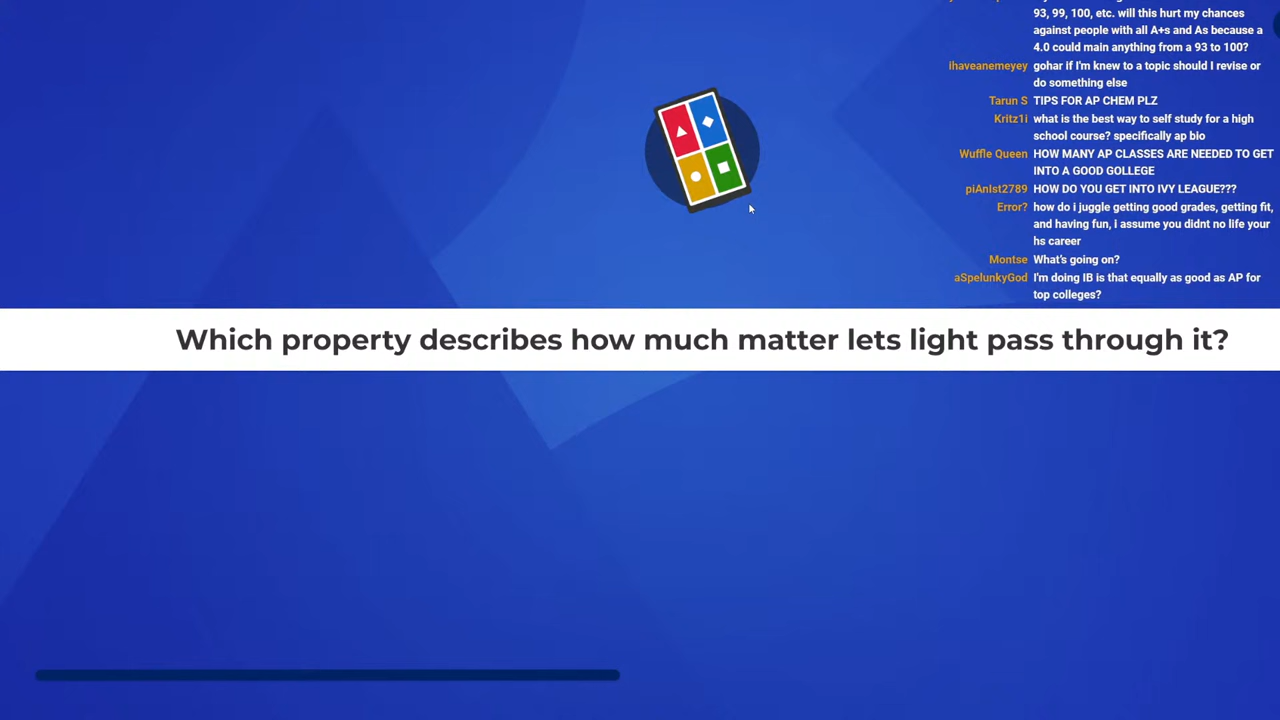 93, 99, 100, etc. will this hurt my chances
against people with all A+s and As because a
4.0 could main anything from a 93 to 100?
ihaveanemeyey gohar if I'm knew to a topic should I revise or
do something else
Tarun S TIPS FOR AP CHEM PLZ
Kritz1i what is the best way to self study for a high
school course? specifically ap bio
Wuffle Queen HOW MANY AP CLASSES ARE NEEDED TO GET
INTO A GOOD GOLLEGE
piAnIst2789 HOW DO YOU GET INTO IVY LEAGUE???
Error? how do i juggle getting good grades, getting fit,
and having fun, i assume you didnt no life your
hs career
Montse What's going on?
aSpelunkyGod I'm doing IB is that equally as good as AP for
top colleges?
Which property describes how much matter lets light pass through it?